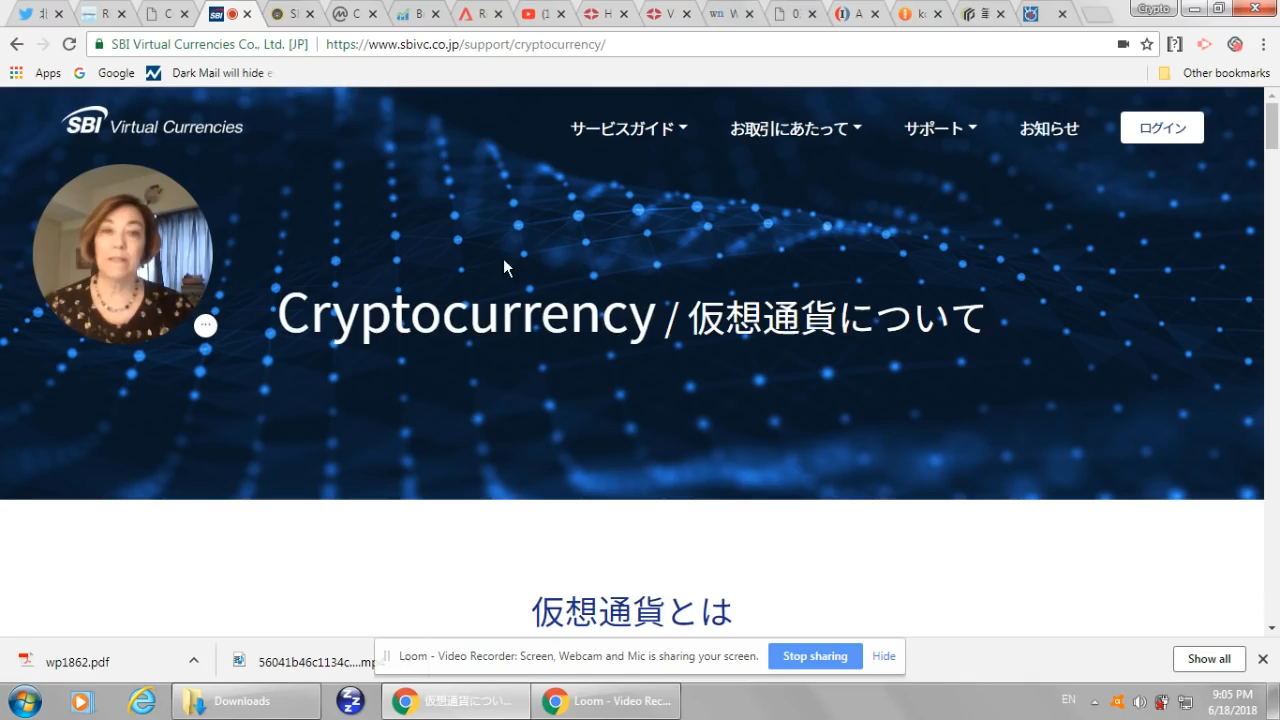 Crypto
SBI Virtual Currencies Co., Ltd. [JP]
https://www.sbivc.co.jp/support/cryptocurrency/
Apps
Google
Dark Mail will hide e
Other bookmarks
SBI Virtual Currencies
サービスガイド
お取引にあたって
サポート
お知らせ
ログイン
Cryptocurrency / 仮想通貨について
仮想通貨とは
wp1862.pdf
56041b46c1134c....mp
Loom - Video Recorder: Screen, Webcam and Mic is sharing your screen.
Stop sharing
Hide
Show all
Downloads
仮想通貨につい...
Loom - Video Rec...
EN
9:05 PM
6/18/2018